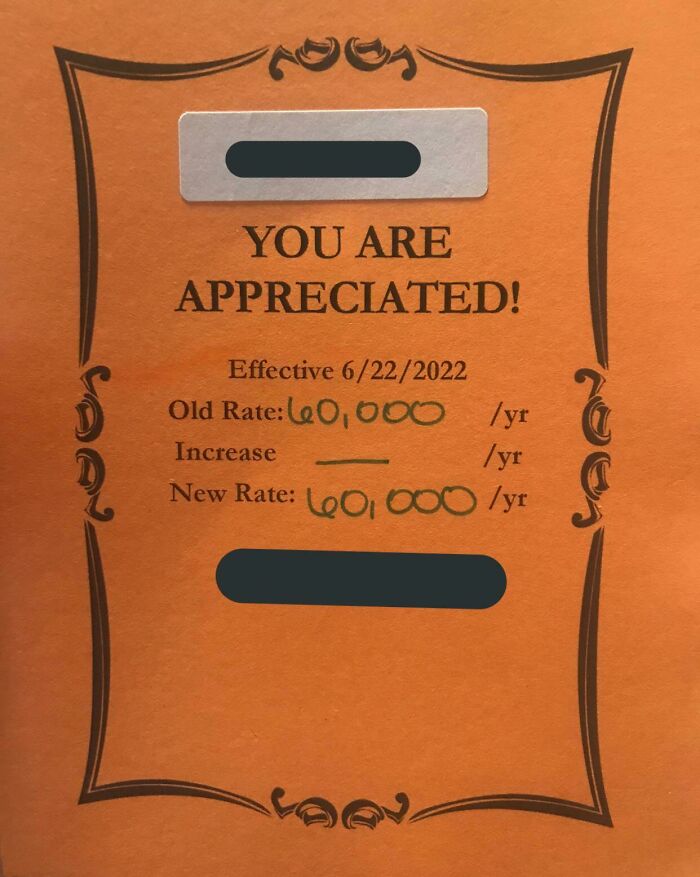 YOU ARE
APPRECIATED!
Effective 6/22/2022
Old Rate: 60,000 /yr
Increase — /yr
New Rate: 60,000 /yr